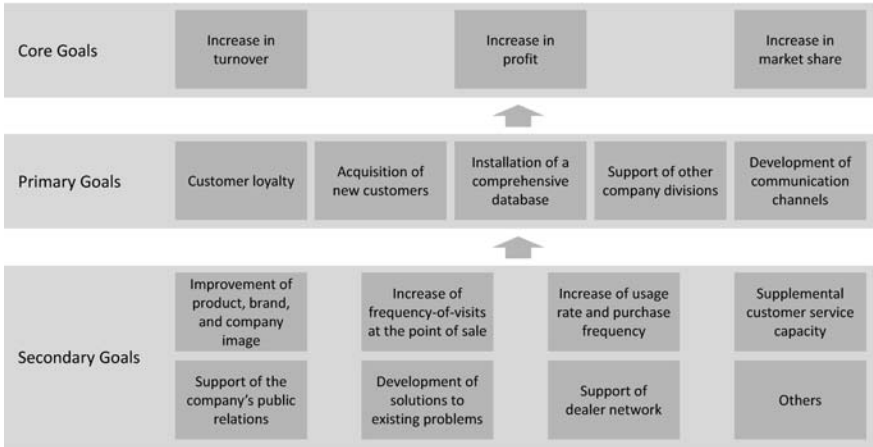 Core Goals
Increase in
turnover
Increase in
profit
Increase in
market share
Primary Goals
Customer loyalty
Acquisition of
new customers
Installation of a
comprehensive
database
Support of other
company divisions
Development of
communication
channels
Secondary Goals
Improvement of
product, brand,
and company
image
Increase of
frequency-of-visits
at the point of sale
Increase of usage
rate and purchase
frequency
Supplemental
customer service
capacity
Support of the
company's public
relations
Development of
solutions to
existing problems
Support of
dealer network
Others